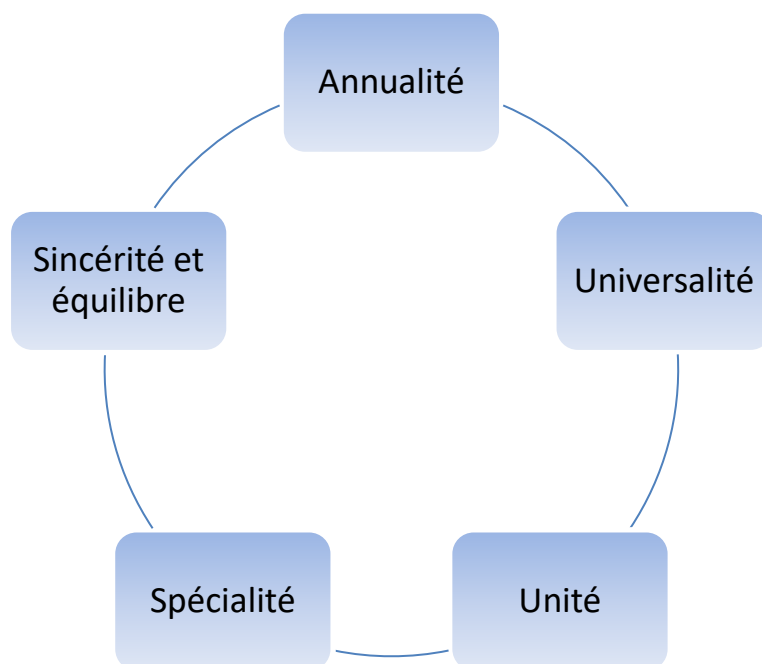 Annualité
Universalité
Unité
Spécialité
Sincérité et
équilibre